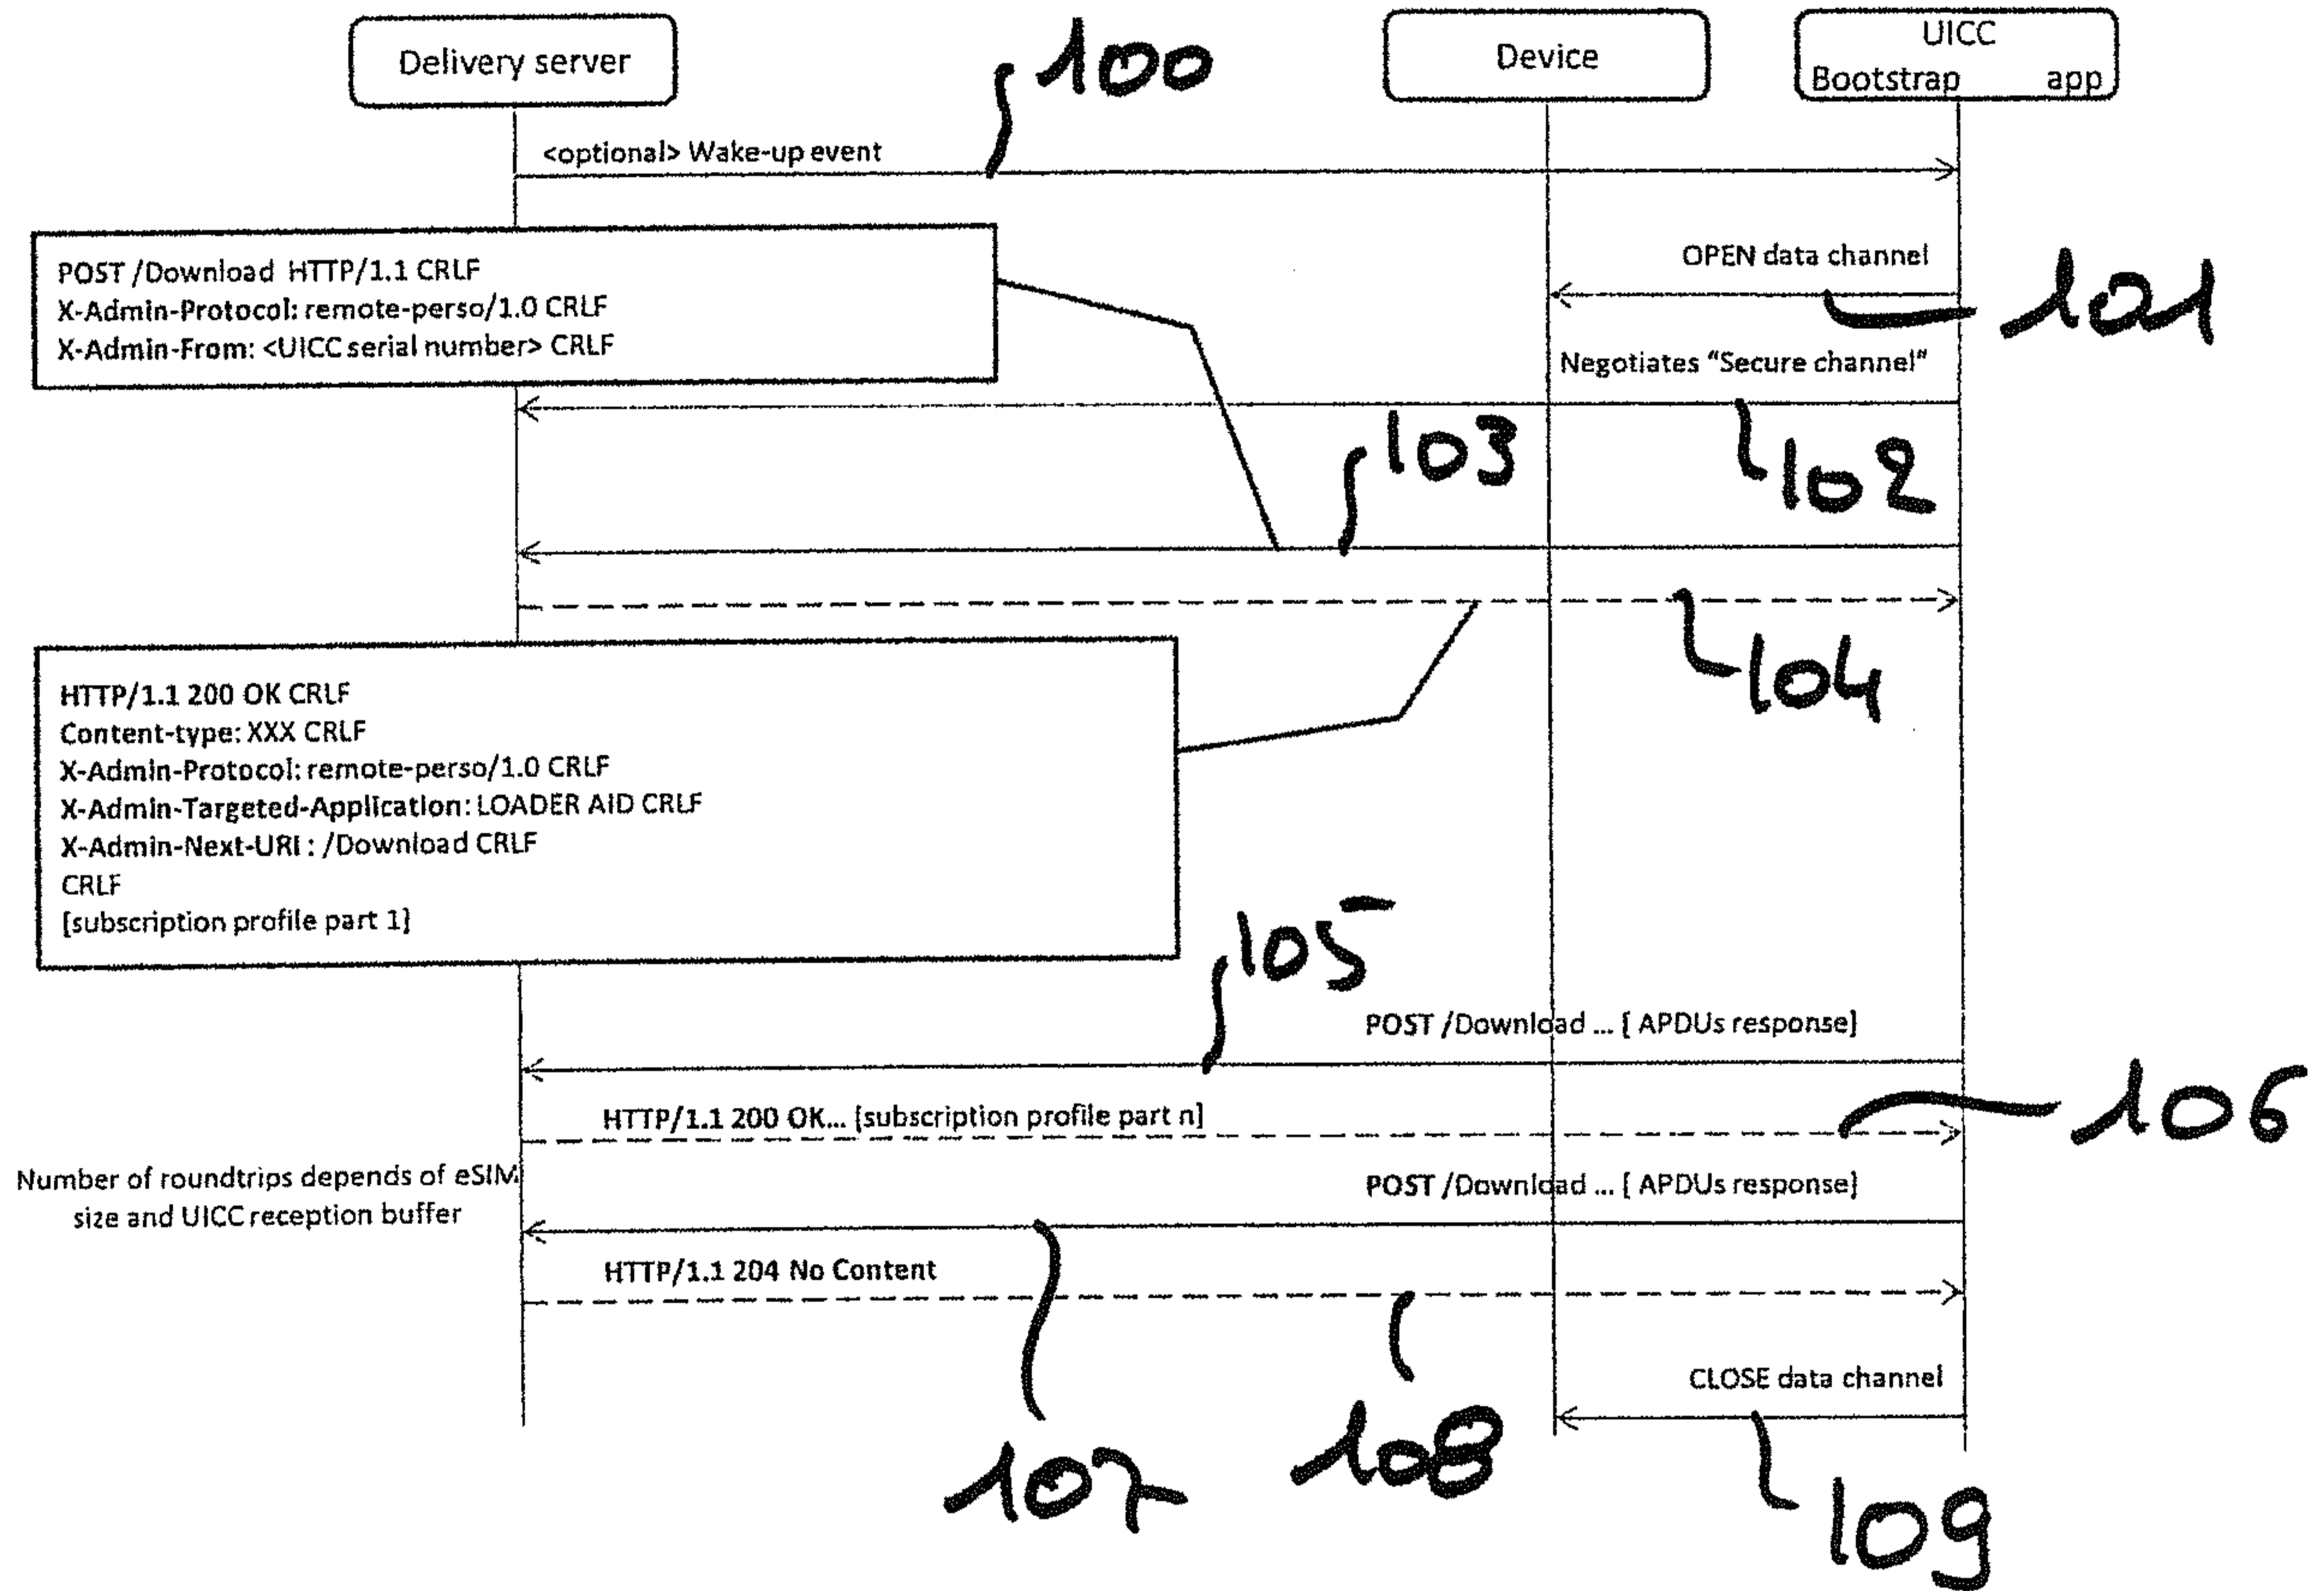 Delivery server
100
Device
UICC
Bootstrap app
<optional> Wake-up event
POST /Download HTTP/1.1 CRLF
X-Admin-Protocol: remote-perso/1.0 CRLF
X-Admin-From: <UICC serial number> CRLF
OPEN data channel
101
Negotiates "Secure channel"
103
102
104
HTTP/1.1 200 OK CRLF
Content-type: XXX CRLF
X-Admin-Protocol: remote-perso/1.0 CRLF
X-Admin-Targeted-Application: LOADER AID CRLF
X-Admin-Next-URI : /Download CRLF
CRLF
[subscription profile part 1]
105
POST /Download ... [ APDUs response]
HTTP/1.1 200 OK... [subscription profile part n]
106
Number of roundtrips depends of eSIM
size and UICC reception buffer
POST /Download ... [ APDUs response]
HTTP/1.1 204 No Content
CLOSE data channel
107
108
109